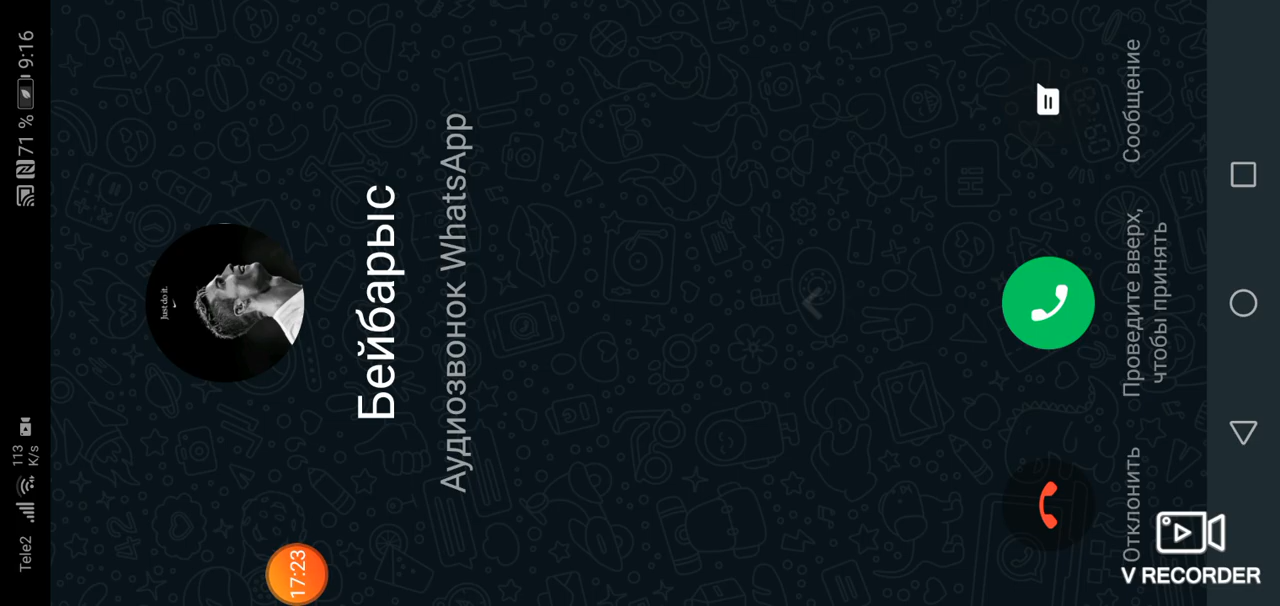 Tele2
113
K/s
71 %
9:16
Just do it.
Бейбарыс
Аудиозвонок WhatsApp
17:23
Отклонить
Проведите вверх,
чтобы принять
Сообщение
V RECORDER